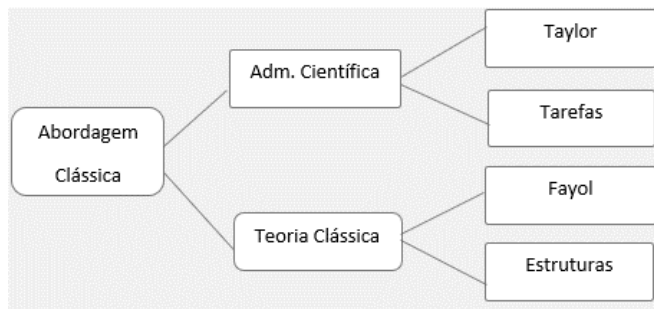 Abordagem
Clássica
Adm. Científica
Teoria Clássica
Taylor
Tarefas
Fayol
Estruturas